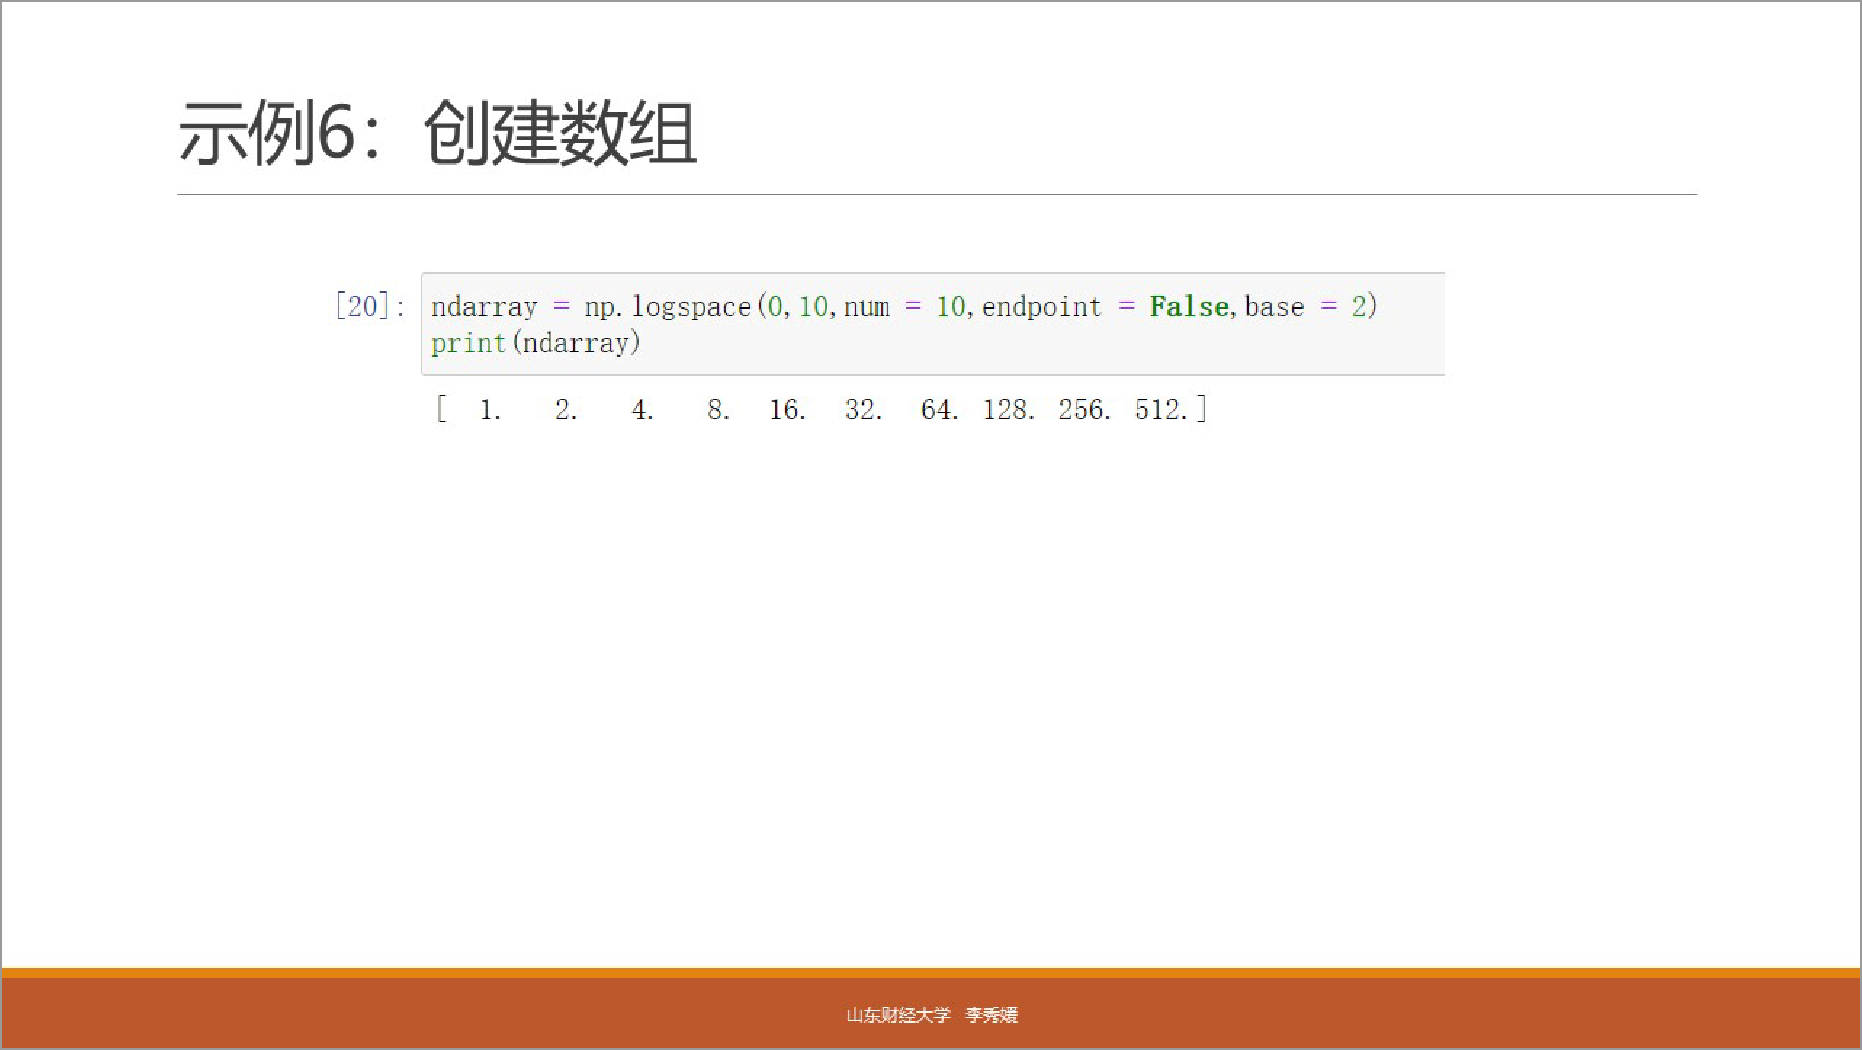 示例6：创建数组
[20]: ndarray = np.logspace(0,10,num = 10,endpoint = False,base = 2)
print(ndarray)
[  1.   2.   4.   8.  16.  32.  64. 128. 256. 512.]
山东财经大学 李秀媛